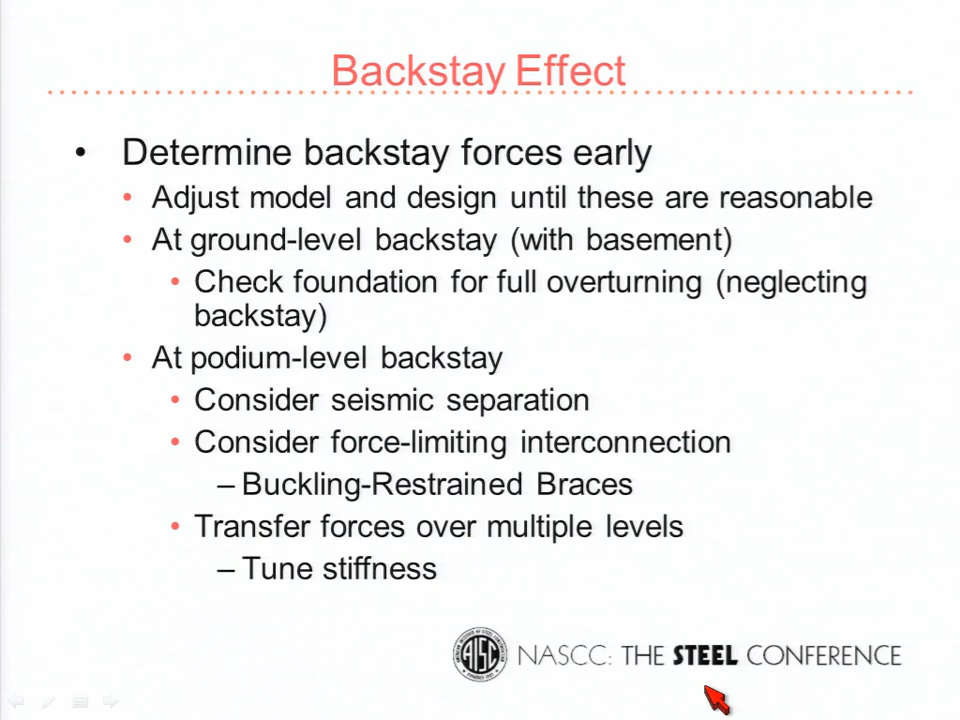 Backstay Effect
• Determine backstay forces early
• Adjust model and design until these are reasonable
• At ground-level backstay (with basement)
• Check foundation for full overturning (neglecting
backstay)
• At podium-level backstay
• Consider seismic separation
• Consider force-limiting interconnection
– Buckling-Restrained Braces
• Transfer forces over multiple levels
– Tune stiffness
AISC NASCC: THE STEEL CONFERENCE